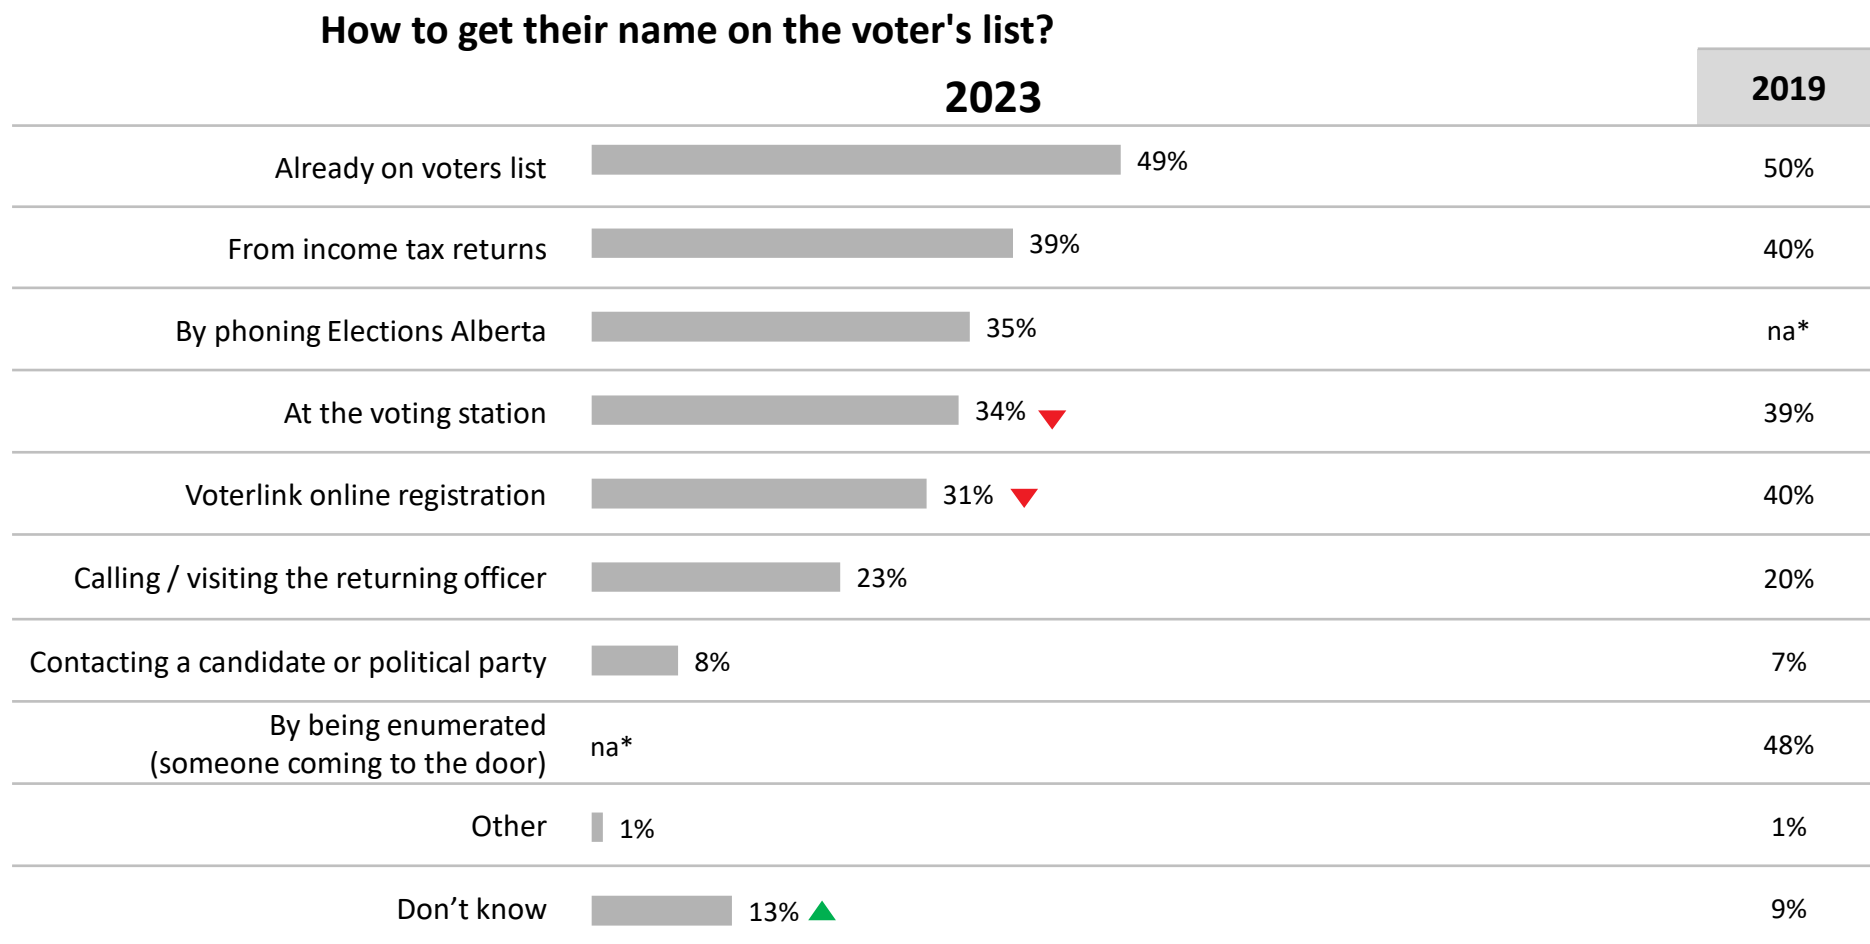 How to get their name on the voter's list?
2023
2019
Already on voters list 49% 50%
From income tax returns 39% 40%
By phoning Elections Alberta 35% na*
At the voting station 34% 39%
Voterlink online registration 31% 40%
Calling / visiting the returning officer 23% 20%
Contacting a candidate or political party 8% 7%
By being enumerated
(someone coming to the door) na* 48%
Other 1% 1%
Don’t know 13% 9%